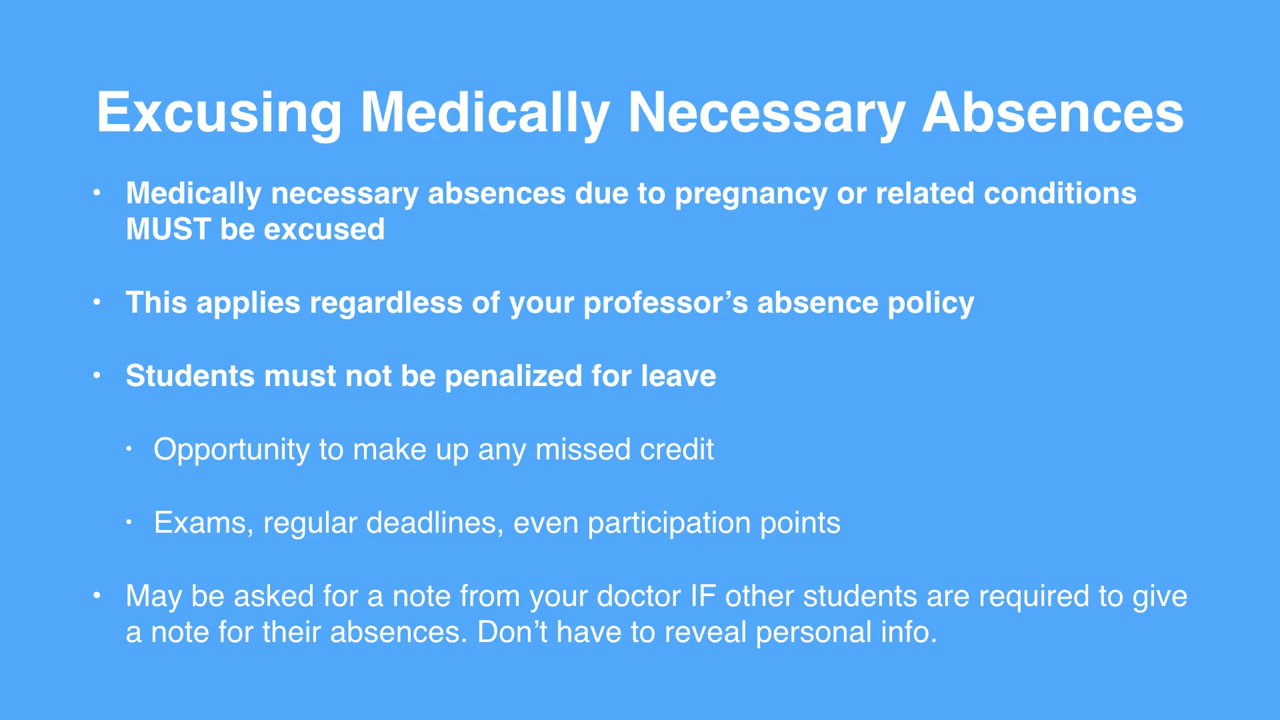 Excusing Medically Necessary Absences
• Medically necessary absences due to pregnancy or related conditions
MUST be excused
• This applies regardless of your professor’s absence policy
• Students must not be penalized for leave
• Opportunity to make up any missed credit
• Exams, regular deadlines, even participation points
• May be asked for a note from your doctor IF other students are required to give
a note for their absences. Don’t have to reveal personal info.